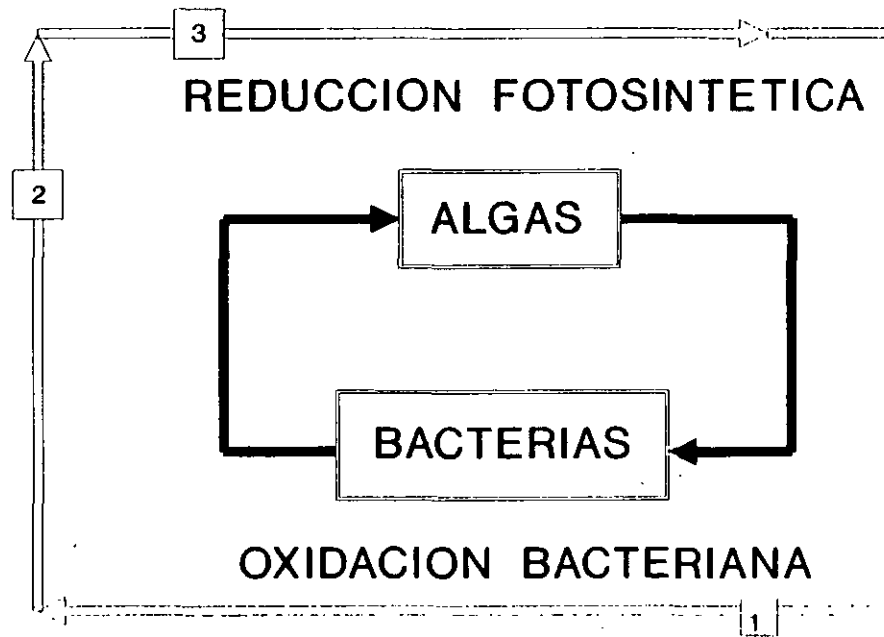 3
REDUCCION FOTOSINTETICA
2
ALGAS
BACTERIAS
OXIDACION BACTERIANA
1